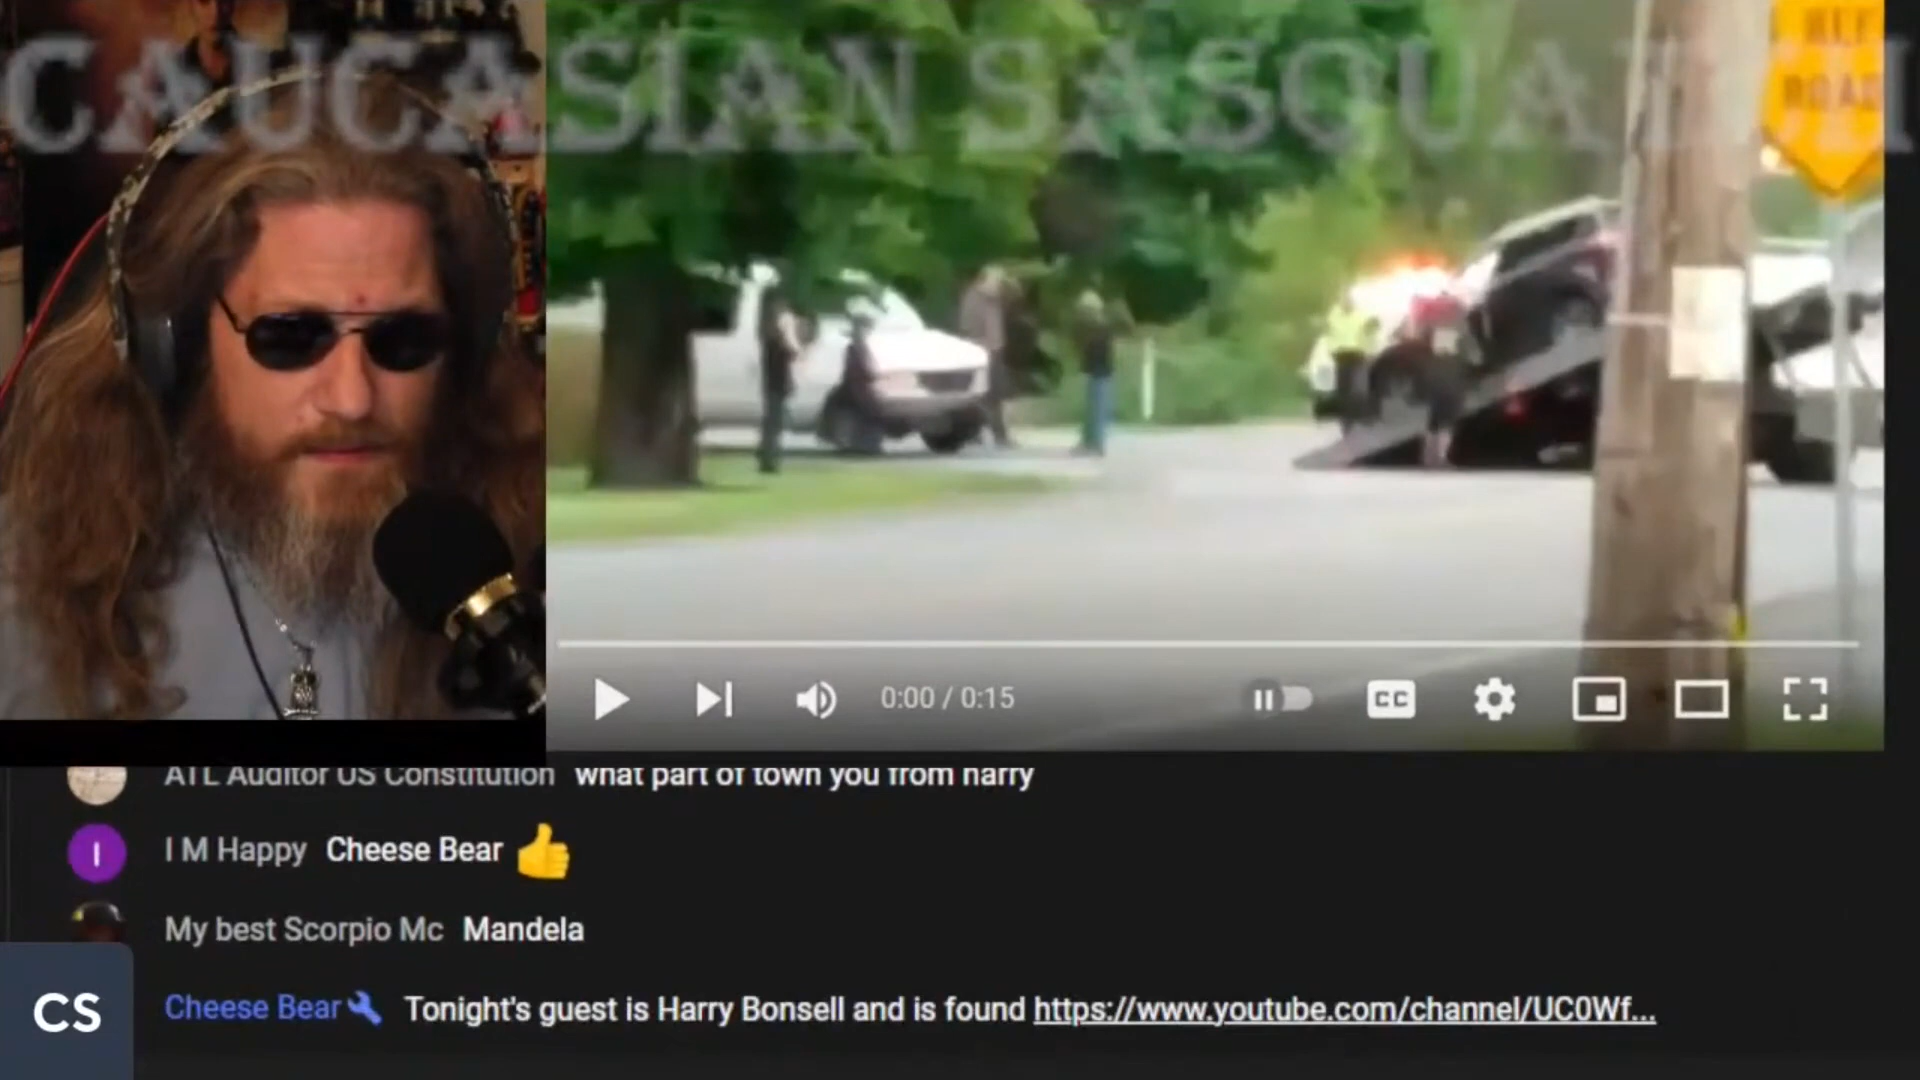 CAUCASIAN SASQUATCH
ROAD
0:00 / 0:15
CC
ATL Auditor US Constitution what part of town you from harry
I
I M Happy Cheese Bear 👍
My best Scorpio Mc Mandela
CS
Cheese Bear Tonight's guest is Harry Bonsell and is found https://www.youtube.com/channel/UC0Wf...